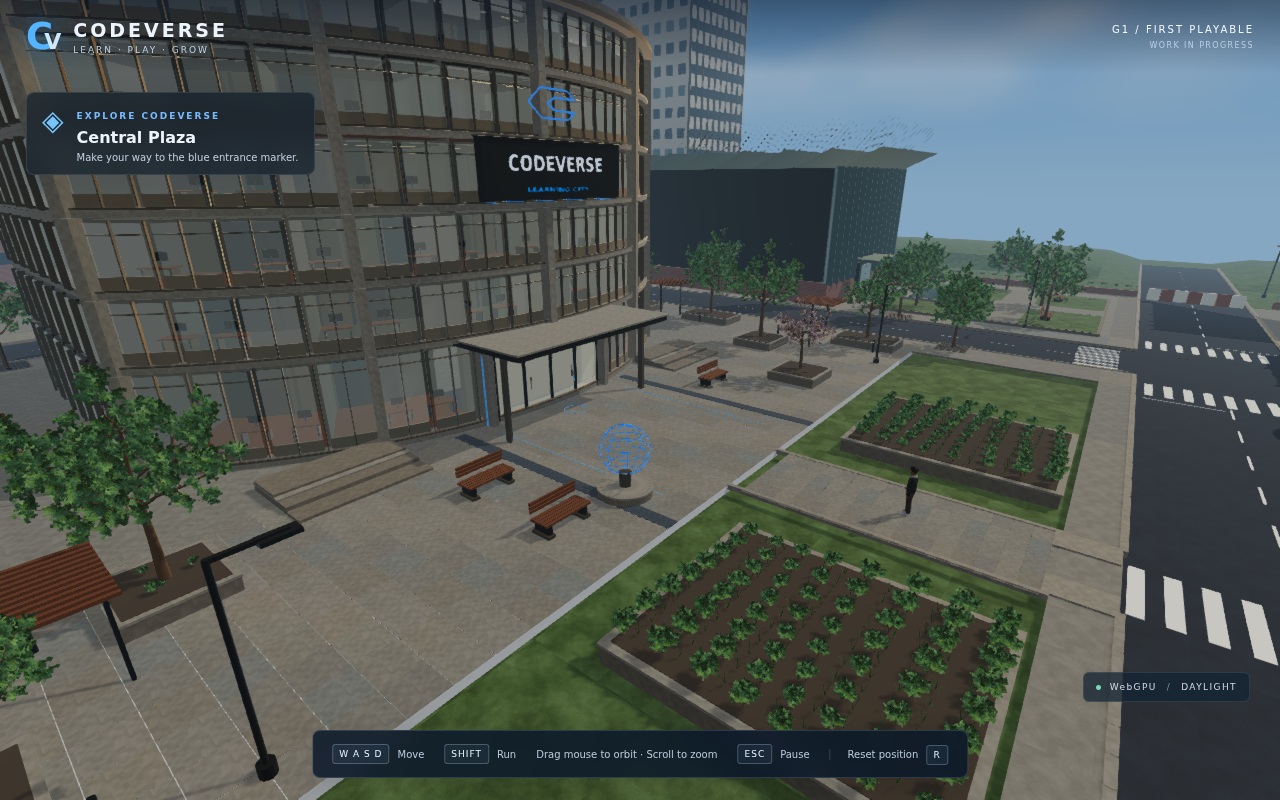 CV CODEVERSE
LEARN · PLAY · GROW
G1 / FIRST PLAYABLE
WORK IN PROGRESS
EXPLORE CODEVERSE
Central Plaza
Make your way to the blue entrance marker.
CODEVERSE
LEARNING CITY
WebGPU / DAYLIGHT
W A S D Move SHIFT Run Drag mouse to orbit · Scroll to zoom ESC Pause Reset position R